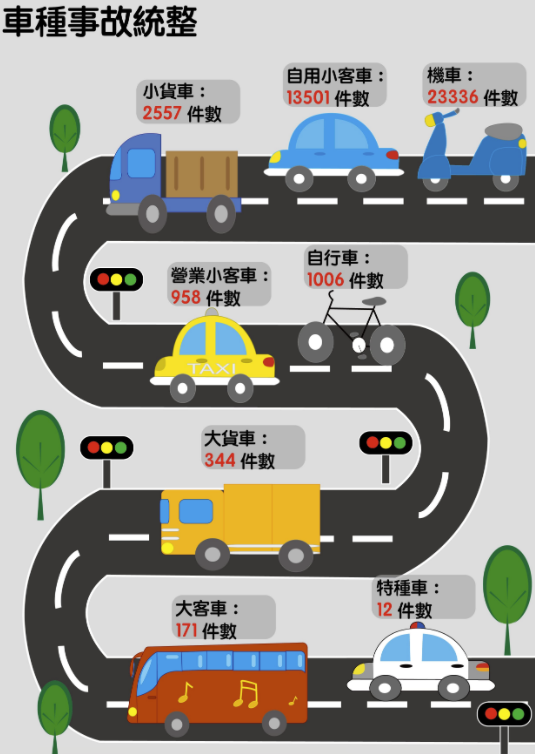 車種事故統整
小貨車：
2557 件數
自用小客車：
13501 件數
機車：
23336 件數
營業小客車：
958 件數
自行車：
1006 件數
TAXI
大貨車：
344 件數
大客車：
171 件數
特種車：
12 件數